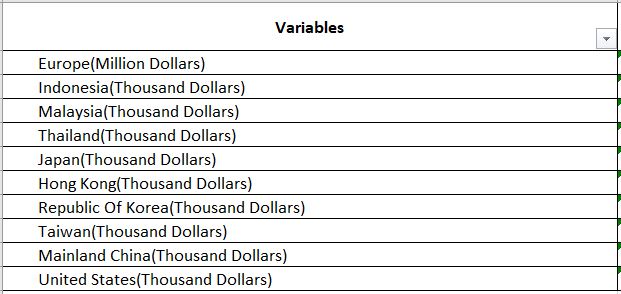 Variables
Europe(Million Dollars)
Indonesia(Thousand Dollars)
Malaysia(Thousand Dollars)
Thailand(Thousand Dollars)
Japan(Thousand Dollars)
Hong Kong(Thousand Dollars)
Republic Of Korea(Thousand Dollars)
Taiwan(Thousand Dollars)
Mainland China(Thousand Dollars)
United States(Thousand Dollars)